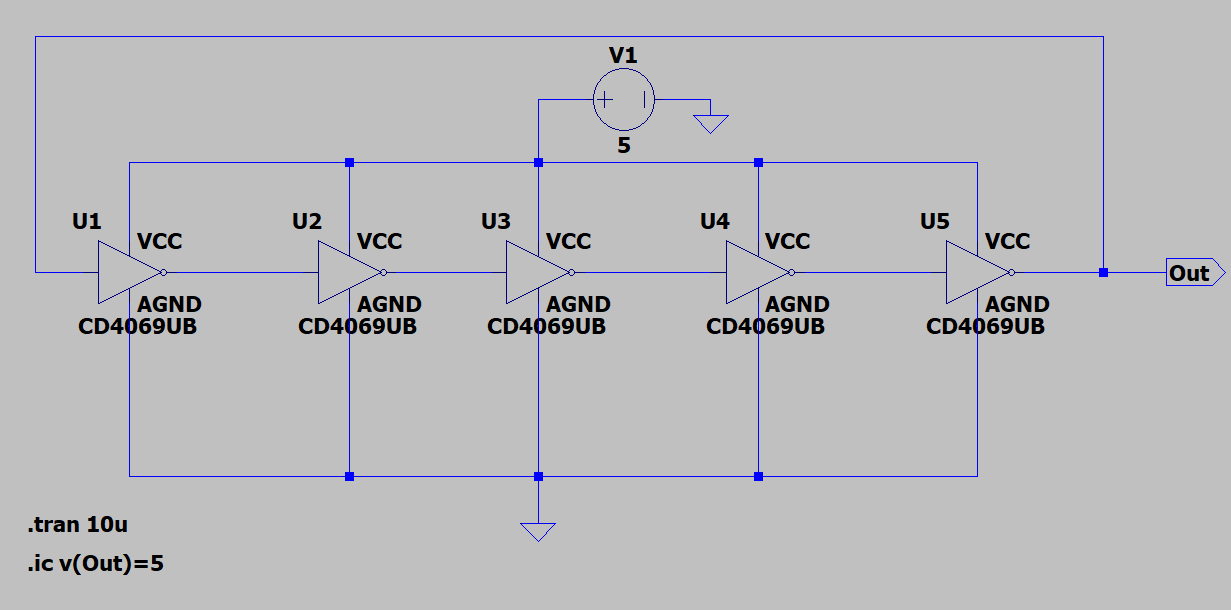 V1
5
U1
U2
U3
U4
U5
VCC
VCC
VCC
VCC
VCC
Out
AGND
AGND
AGND
AGND
AGND
CD4069UB
CD4069UB
CD4069UB
CD4069UB
CD4069UB
.tran 10u
.ic v(Out)=5